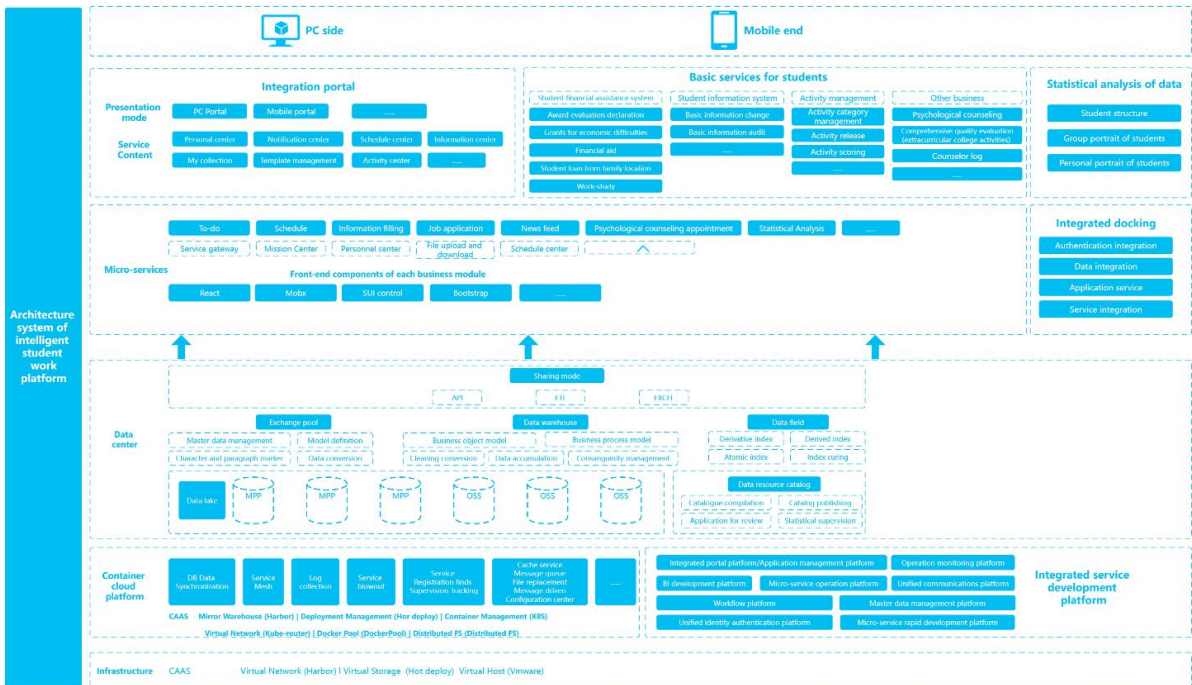 Architecture
system of
intelligent
student
work
platform
PC side
Mobile end
Integration portal
Presentation
mode
PC Portal
Mobile portal
......
Service
Content
Personal center
Notification center
Schedule center
Information center
My collection
Template management
Activity center
......
Basic services for students
Student financial assistance system
Award evaluation declaration
Grants for economic difficulties
Financial aid
Student loan from family location
Work-study
Student information system
Basic information change
Basic information audit
......
Activity management
Activity category
management
Activity release
Activity scoring
......
Other business
Psychological counseling
Comprehensive quality evaluation
(extracurricular college activities)
Counselor log
......
Statistical analysis of data
Student structure
Group portrait of students
Personal portrait of students
Micro-services
To-do
Schedule
Information filling
Job application
News feed
Psychological counseling appointment
Statistical Analysis
......
Service gateway
Mission Center
Personnel center
File upload and
download
Schedule center
Front-end components of each business module
React
Mobx
SUI control
Bootstrap
......
Integrated docking
Authentication integration
Data integration
Application service
Service integration
Data
center
Sharing mode
API
ETL
EXCEL
Exchange pool
Master data management
Model definition
Character and paragraph marker
Data conversion
Data warehouse
Business object model
Business process model
Cleaning conversion
Data accumulation
Consanguinity management
Data field
Derivative index
Derived index
Atomic index
Index curing
Data lake
MPP
MPP
MPP
OSS
OSS
OSS
Data resource catalog
Catalogue compilation
Catalog publishing
Application for review
Statistical supervision
Container
cloud
platform
DB Data
Synchronization
Service
Mesh
Log
collection
Service
blowout
Service
Registration finds
Supervision tracking
Cache service
Message queue
File replacement
Message driven
Configuration center
......
CAAS Mirror Warehouse (Harbor) | Deployment Management (Hor deploy) | Container Management (K8S)
Virtual Network (Kube-router) | Docker Pool (DockerPool) | Distributed FS (Distributed FS)
Integrated portal platform/Application management platform
Operation monitoring platform
BI development platform
Micro-service operation platform
Unified communications platform
Workflow platform
Master data management platform
Unified identity authentication platform
Micro-service rapid development platform
Integrated service
development
platform
Infrastructure
CAAS
Virtual Network (Harbor) l Virtual Storage (Hot deploy) Virtual Host (Vmware)